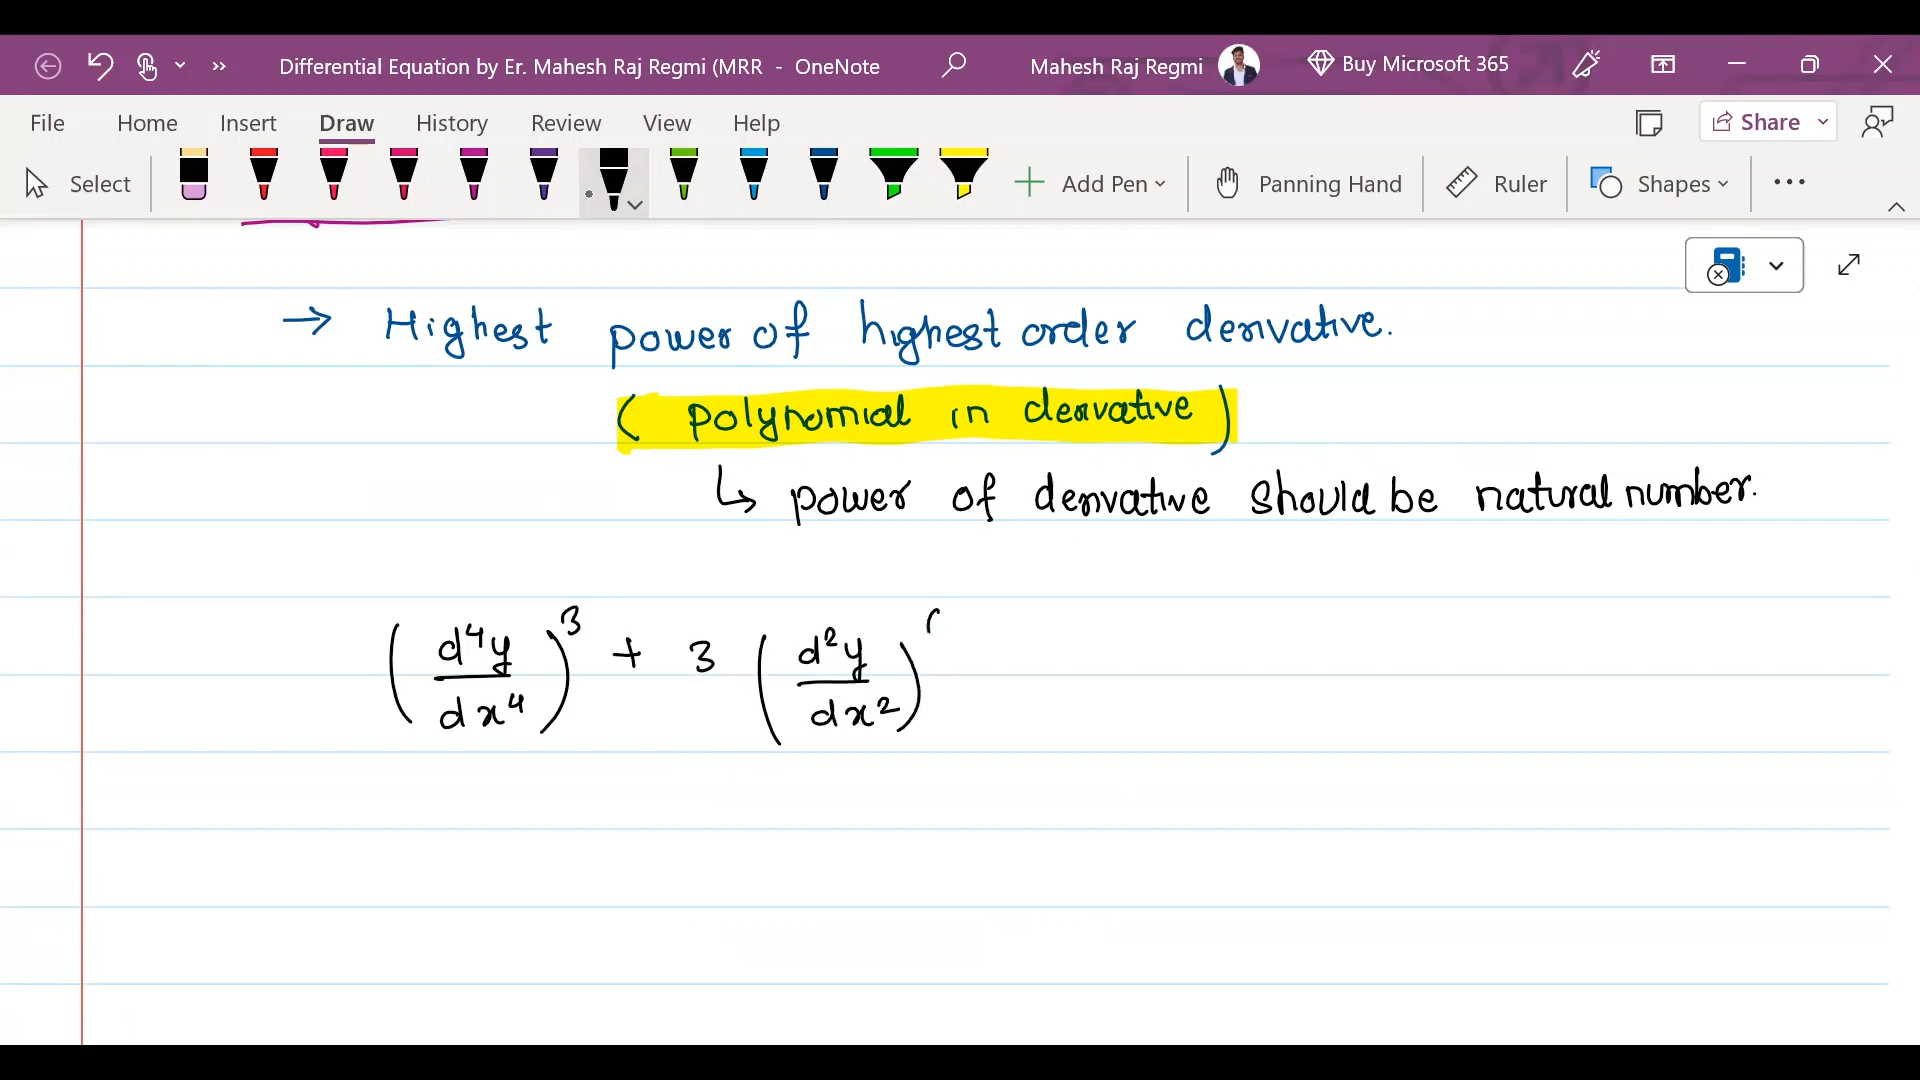 Differential Equation by Er. Mahesh Raj Regmi (MRR - OneNote Mahesh Raj Regmi Buy Microsoft 365
File Home Insert Draw History Review View Help Share
Select Add Pen Panning Hand Ruler Shapes
→ Highest power of highest order derivative.
( polynomial in derivative )
↳ power of derivative should be natural number.
(d⁴y/dx⁴)³ + 3 (d²y/dx²)